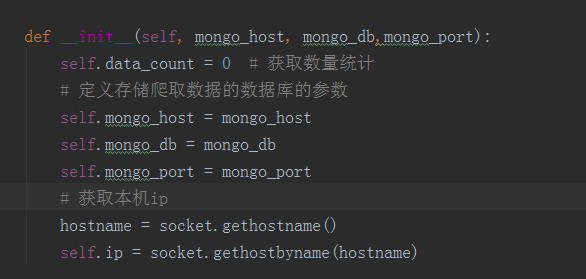 def __init__(self, mongo_host, mongo_db,mongo_port):
self.data_count = 0  # 获取数量统计
# 定义存储爬取数据的数据库的参数
self.mongo_host = mongo_host
self.mongo_db = mongo_db
self.mongo_port = mongo_port
# 获取本机ip
hostname = socket.gethostname()
self.ip = socket.gethostbyname(hostname)